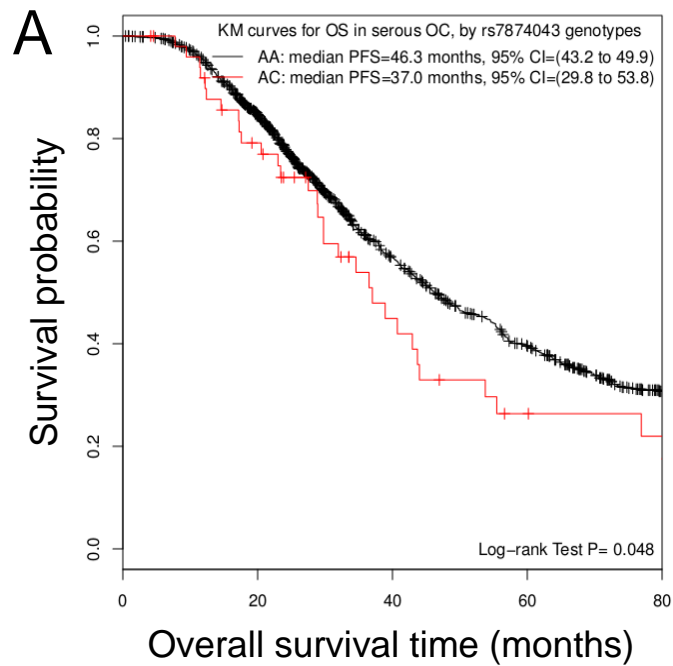 A
KM curves for OS in serous OC, by rs7874043 genotypes
AA: median PFS=46.3 months, 95% CI=(43.2 to 49.9)
AC: median PFS=37.0 months, 95% CI=(29.8 to 53.8)
Survival probability
1.0
0.8
0.6
0.4
0.2
0.0
Log−rank Test P= 0.048
0 20 40 60 80
Overall survival time (months)